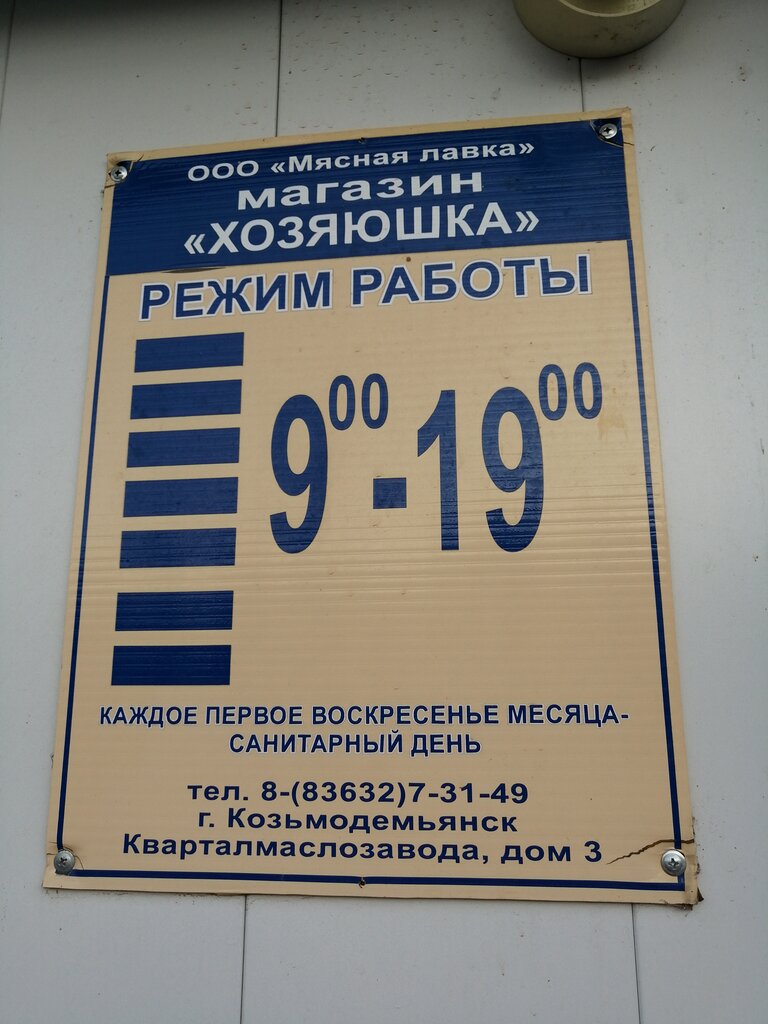 ООО «Мясная лавка»
магазин
«ХОЗЯЮШКА»
РЕЖИМ РАБОТЫ
9⁰⁰-19⁰⁰
КАЖДОЕ ПЕРВОЕ ВОСКРЕСЕНЬЕ МЕСЯЦА-
САНИТАРНЫЙ ДЕНЬ
тел. 8-(83632)7-31-49
г. Козьмодемьянск
Кварталмаслозавода, дом 3